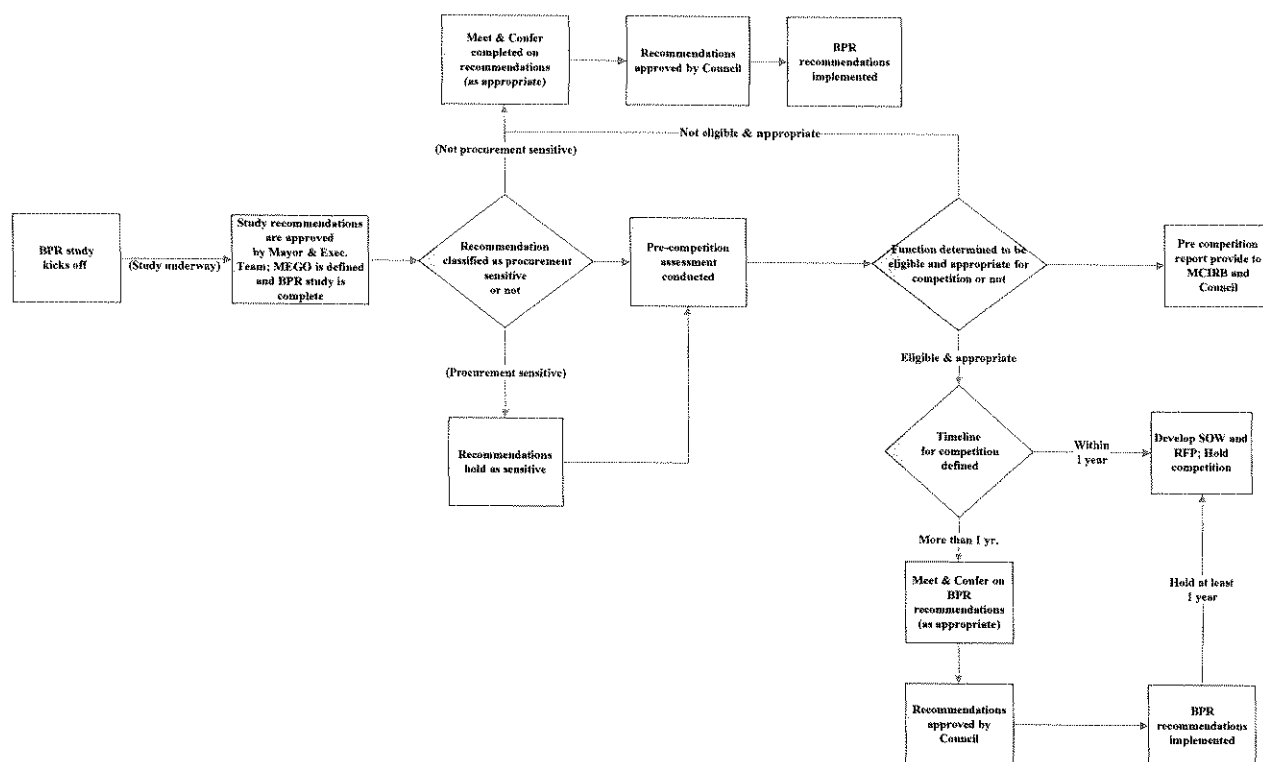 Meet & Confer
completed on
recommendations
(as appropriate)
Recommendations
approved by Council
BPR
recommendations
implemented
Not eligible & appropriate
(Not procurement sensitive)
BPR study
kicks off
(Study underway)
Study recommendations
are approved
by Mayor & Exec.
Team; MEGO is defined
and BPR study is
complete
Recommendation
classified as procurement
sensitive
or not
Pre-competition
assessment
conducted
Function determined to be
eligible and appropriate for
competition or not
Pre competition
report provide to
MCIRB and
Council
(Procurement sensitive)
Eligible & appropriate
Recommendations
hold as sensitive
Timeline
for competition
defined
Within
1 year
Develop SOW and
RFP; Hold
competition
More than 1 yr.
Meet & Confer on
BPR
recommendations
(as appropriate)
Hold at least
1 year
Recommendations
approved by
Council
BPR
recommendations
implemented